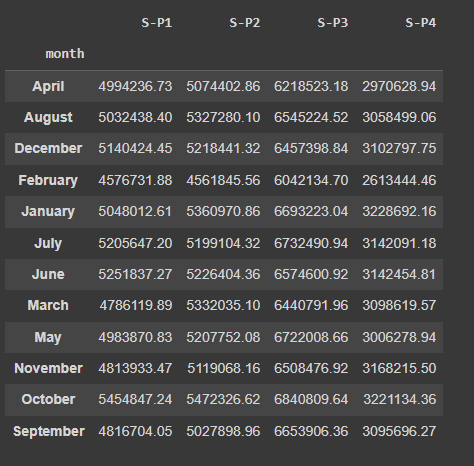 S-P1 S-P2 S-P3 S-P4
month
April 4994236.73 5074402.86 6218523.18 2970628.94
August 5032438.40 5327280.10 6545224.52 3058499.06
December 5140424.45 5218441.32 6457398.84 3102797.75
February 4576731.88 4561845.56 6042134.70 2613444.46
January 5048012.61 5360970.86 6693223.04 3228692.16
July 5205647.20 5199104.32 6732490.94 3142091.18
June 5251837.27 5226404.36 6574600.92 3142454.81
March 4786119.89 5332035.10 6440791.96 3098619.57
May 4983870.83 5207752.08 6722008.66 3006278.94
November 4813933.47 5119068.16 6508476.92 3168215.50
October 5454847.24 5472326.62 6840809.64 3221134.36
September 4816704.05 5027898.96 6653906.36 3095696.27